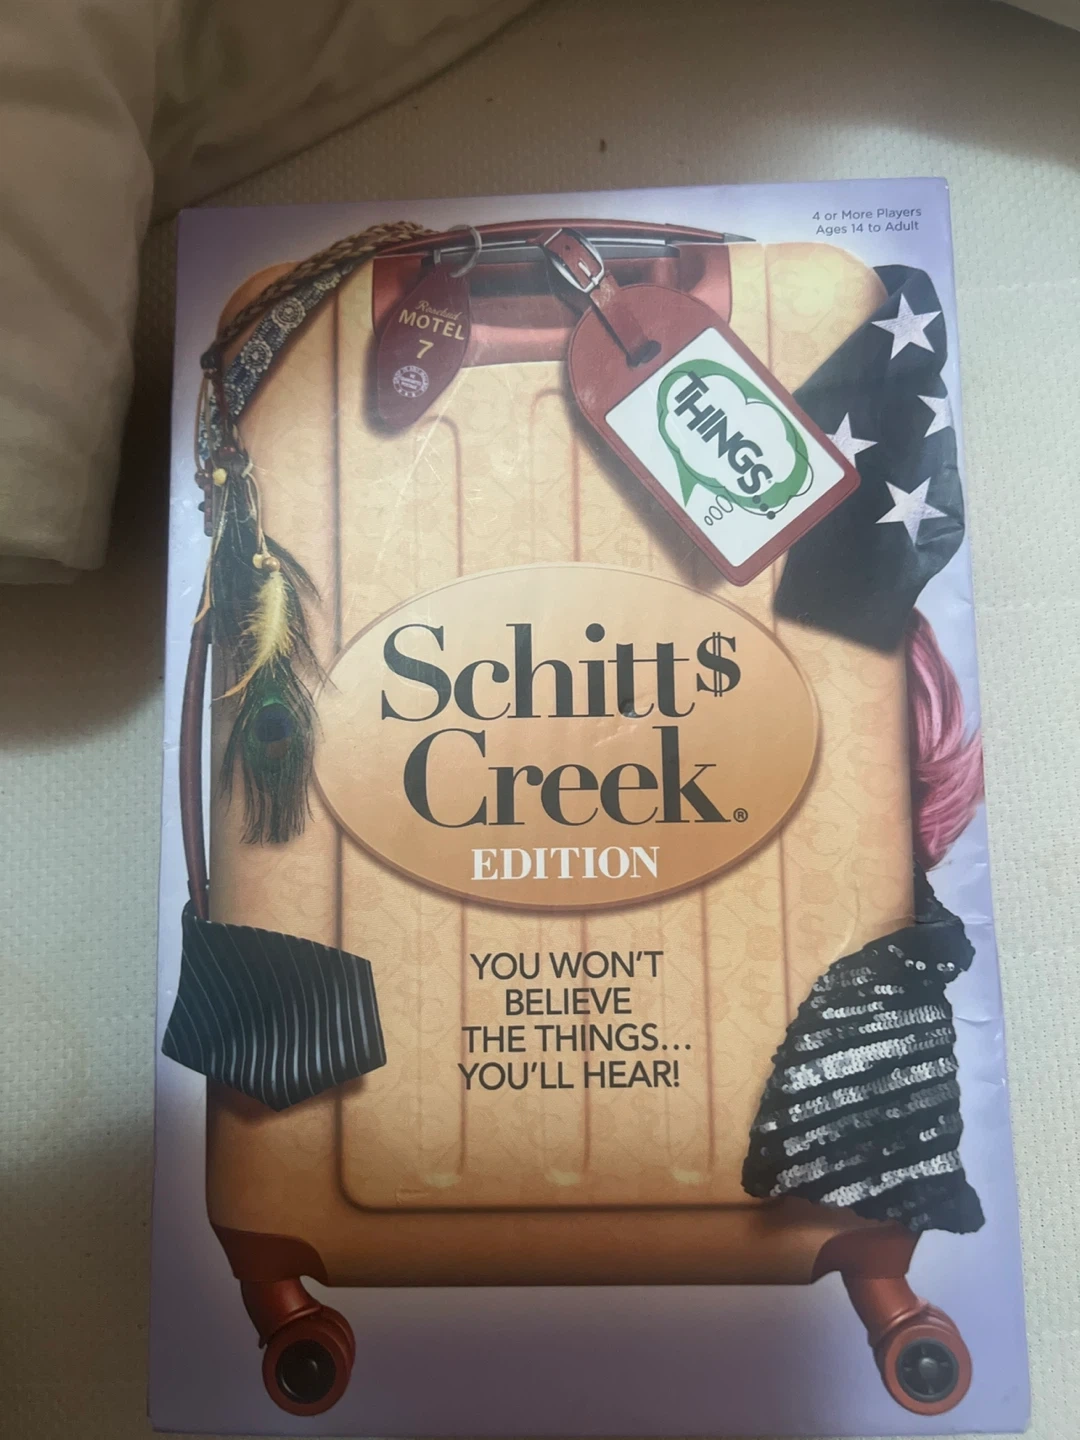 4 or More Players
Ages 14 to Adult
Rosebud
MOTEL
7
THINGS...
Schitt$
Creek®
EDITION
YOU WON'T
BELIEVE
THE THINGS...
YOU'LL HEAR!